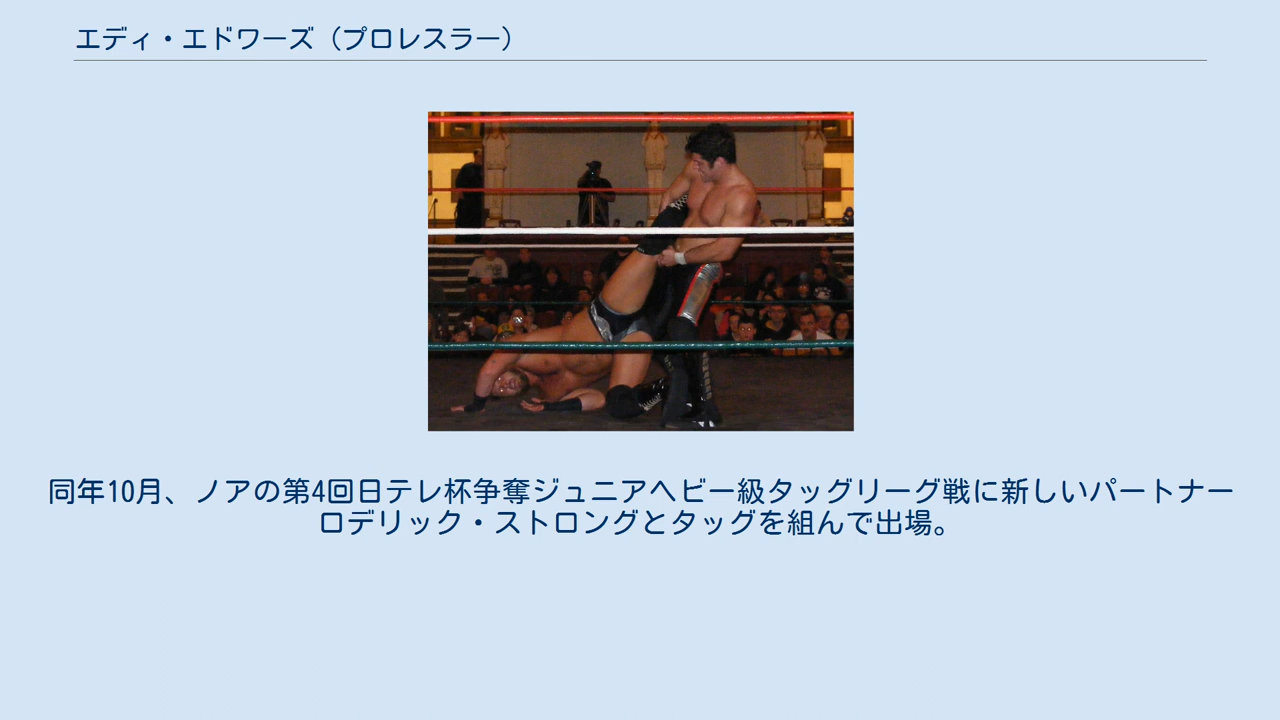 エディ・エドワーズ（プロレスラー）
同年10月、ノアの第4回日テレ杯争奪ジュニアヘビー級タッグリーグ戦に新しいパートナー
ロデリック・ストロングとタッグを組んで出場。